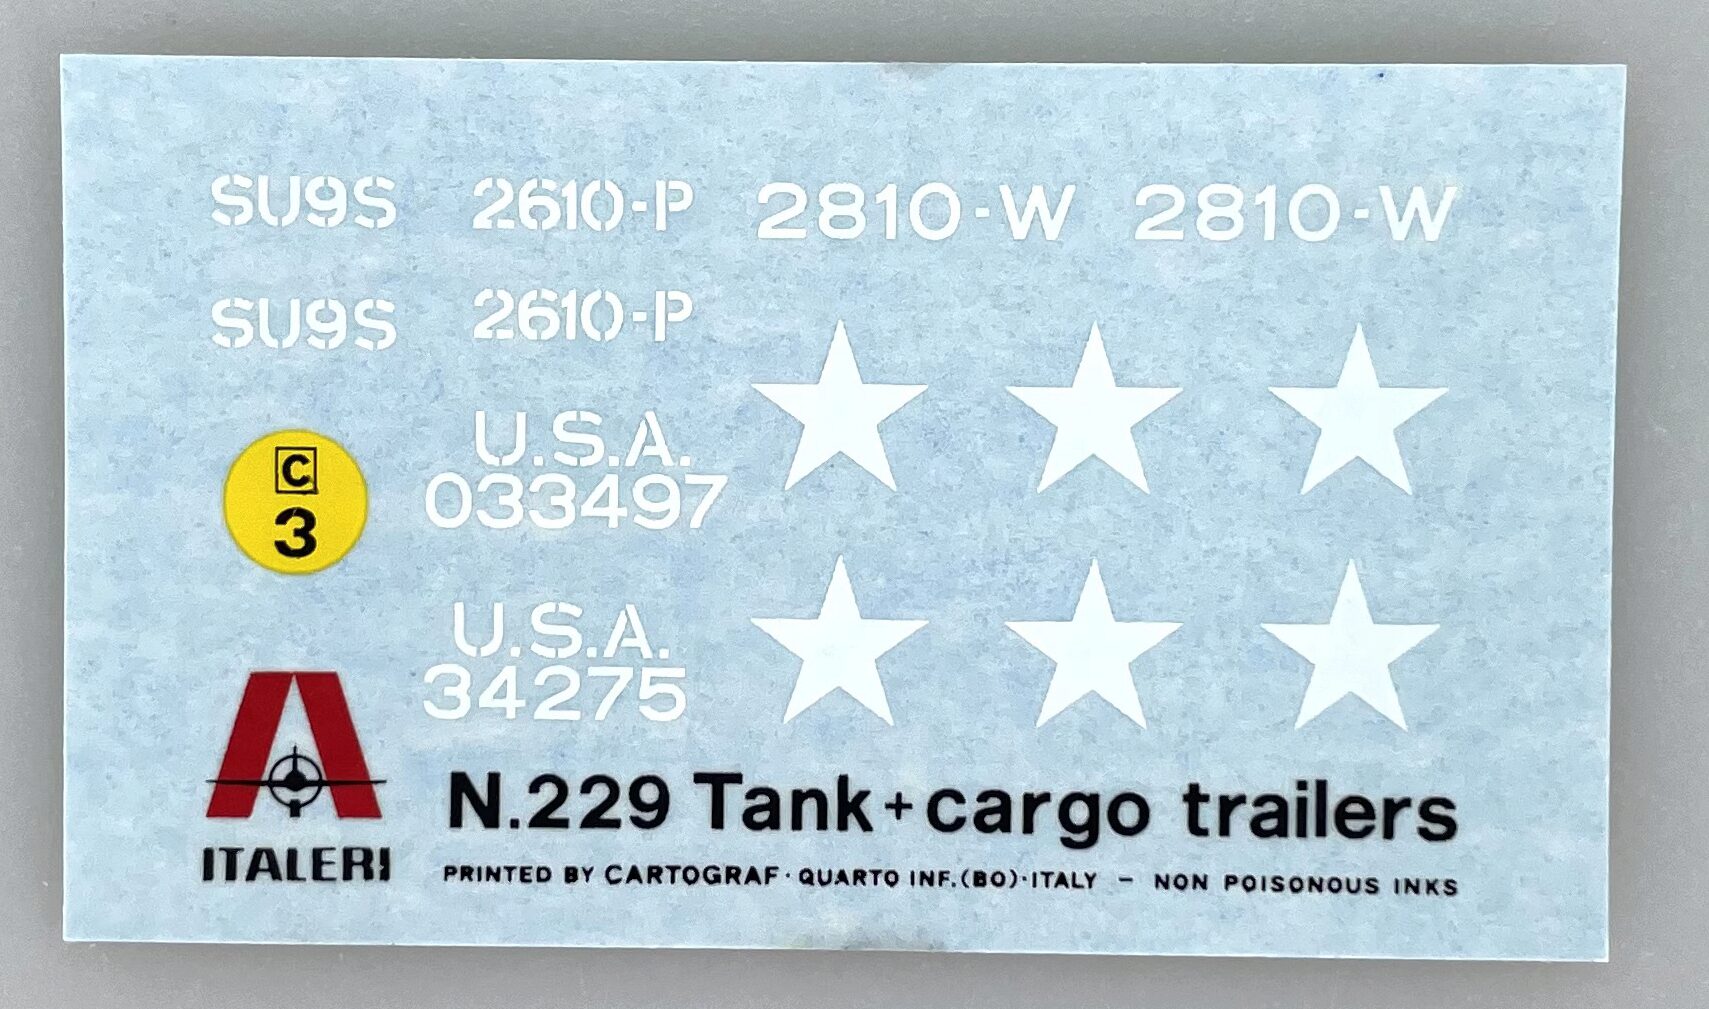 SU9S 2610-P 2810-W 2810-W
SU9S 2610-P
U.S.A.
033497
C
3
U.S.A.
34275
N.229 Tank+cargo trailers
ITALERI
PRINTED BY CARTOGRAF·QUARTO INF.(BO)·ITALY – NON POISONOUS INKS